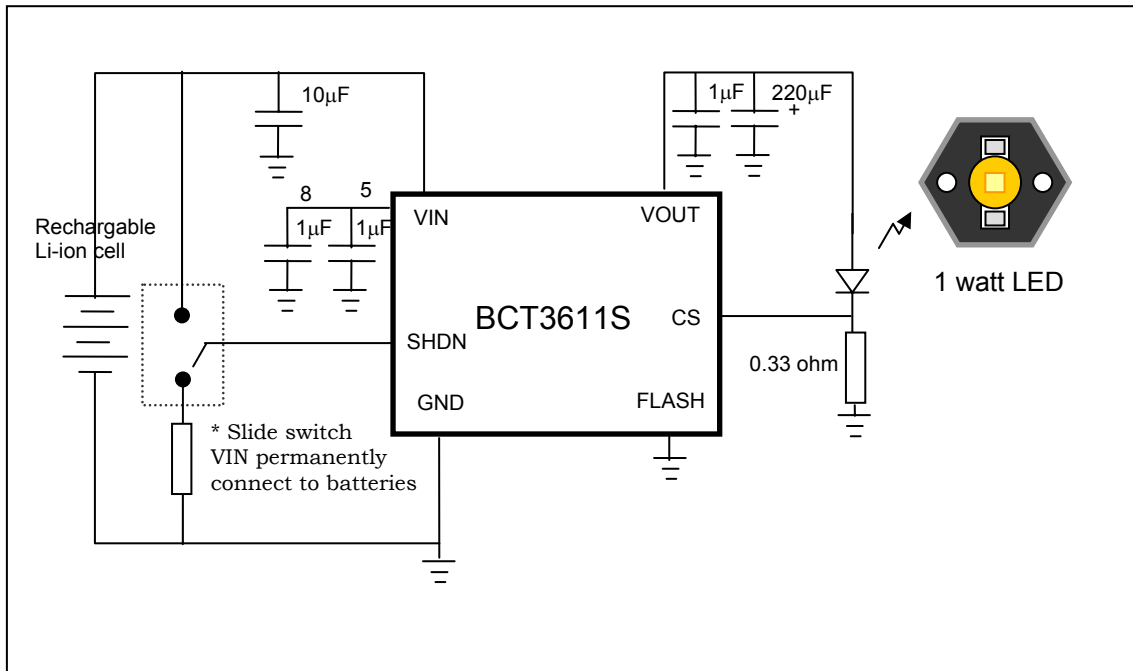 10µF
1µF
220µF
+
8
5
1µF
1µF
VIN
VOUT
Rechargable
Li-ion cell
1 watt LED
BCT3611S
CS
SHDN
0.33 ohm
GND
FLASH
* Slide switch
VIN permanently
connect to batteries